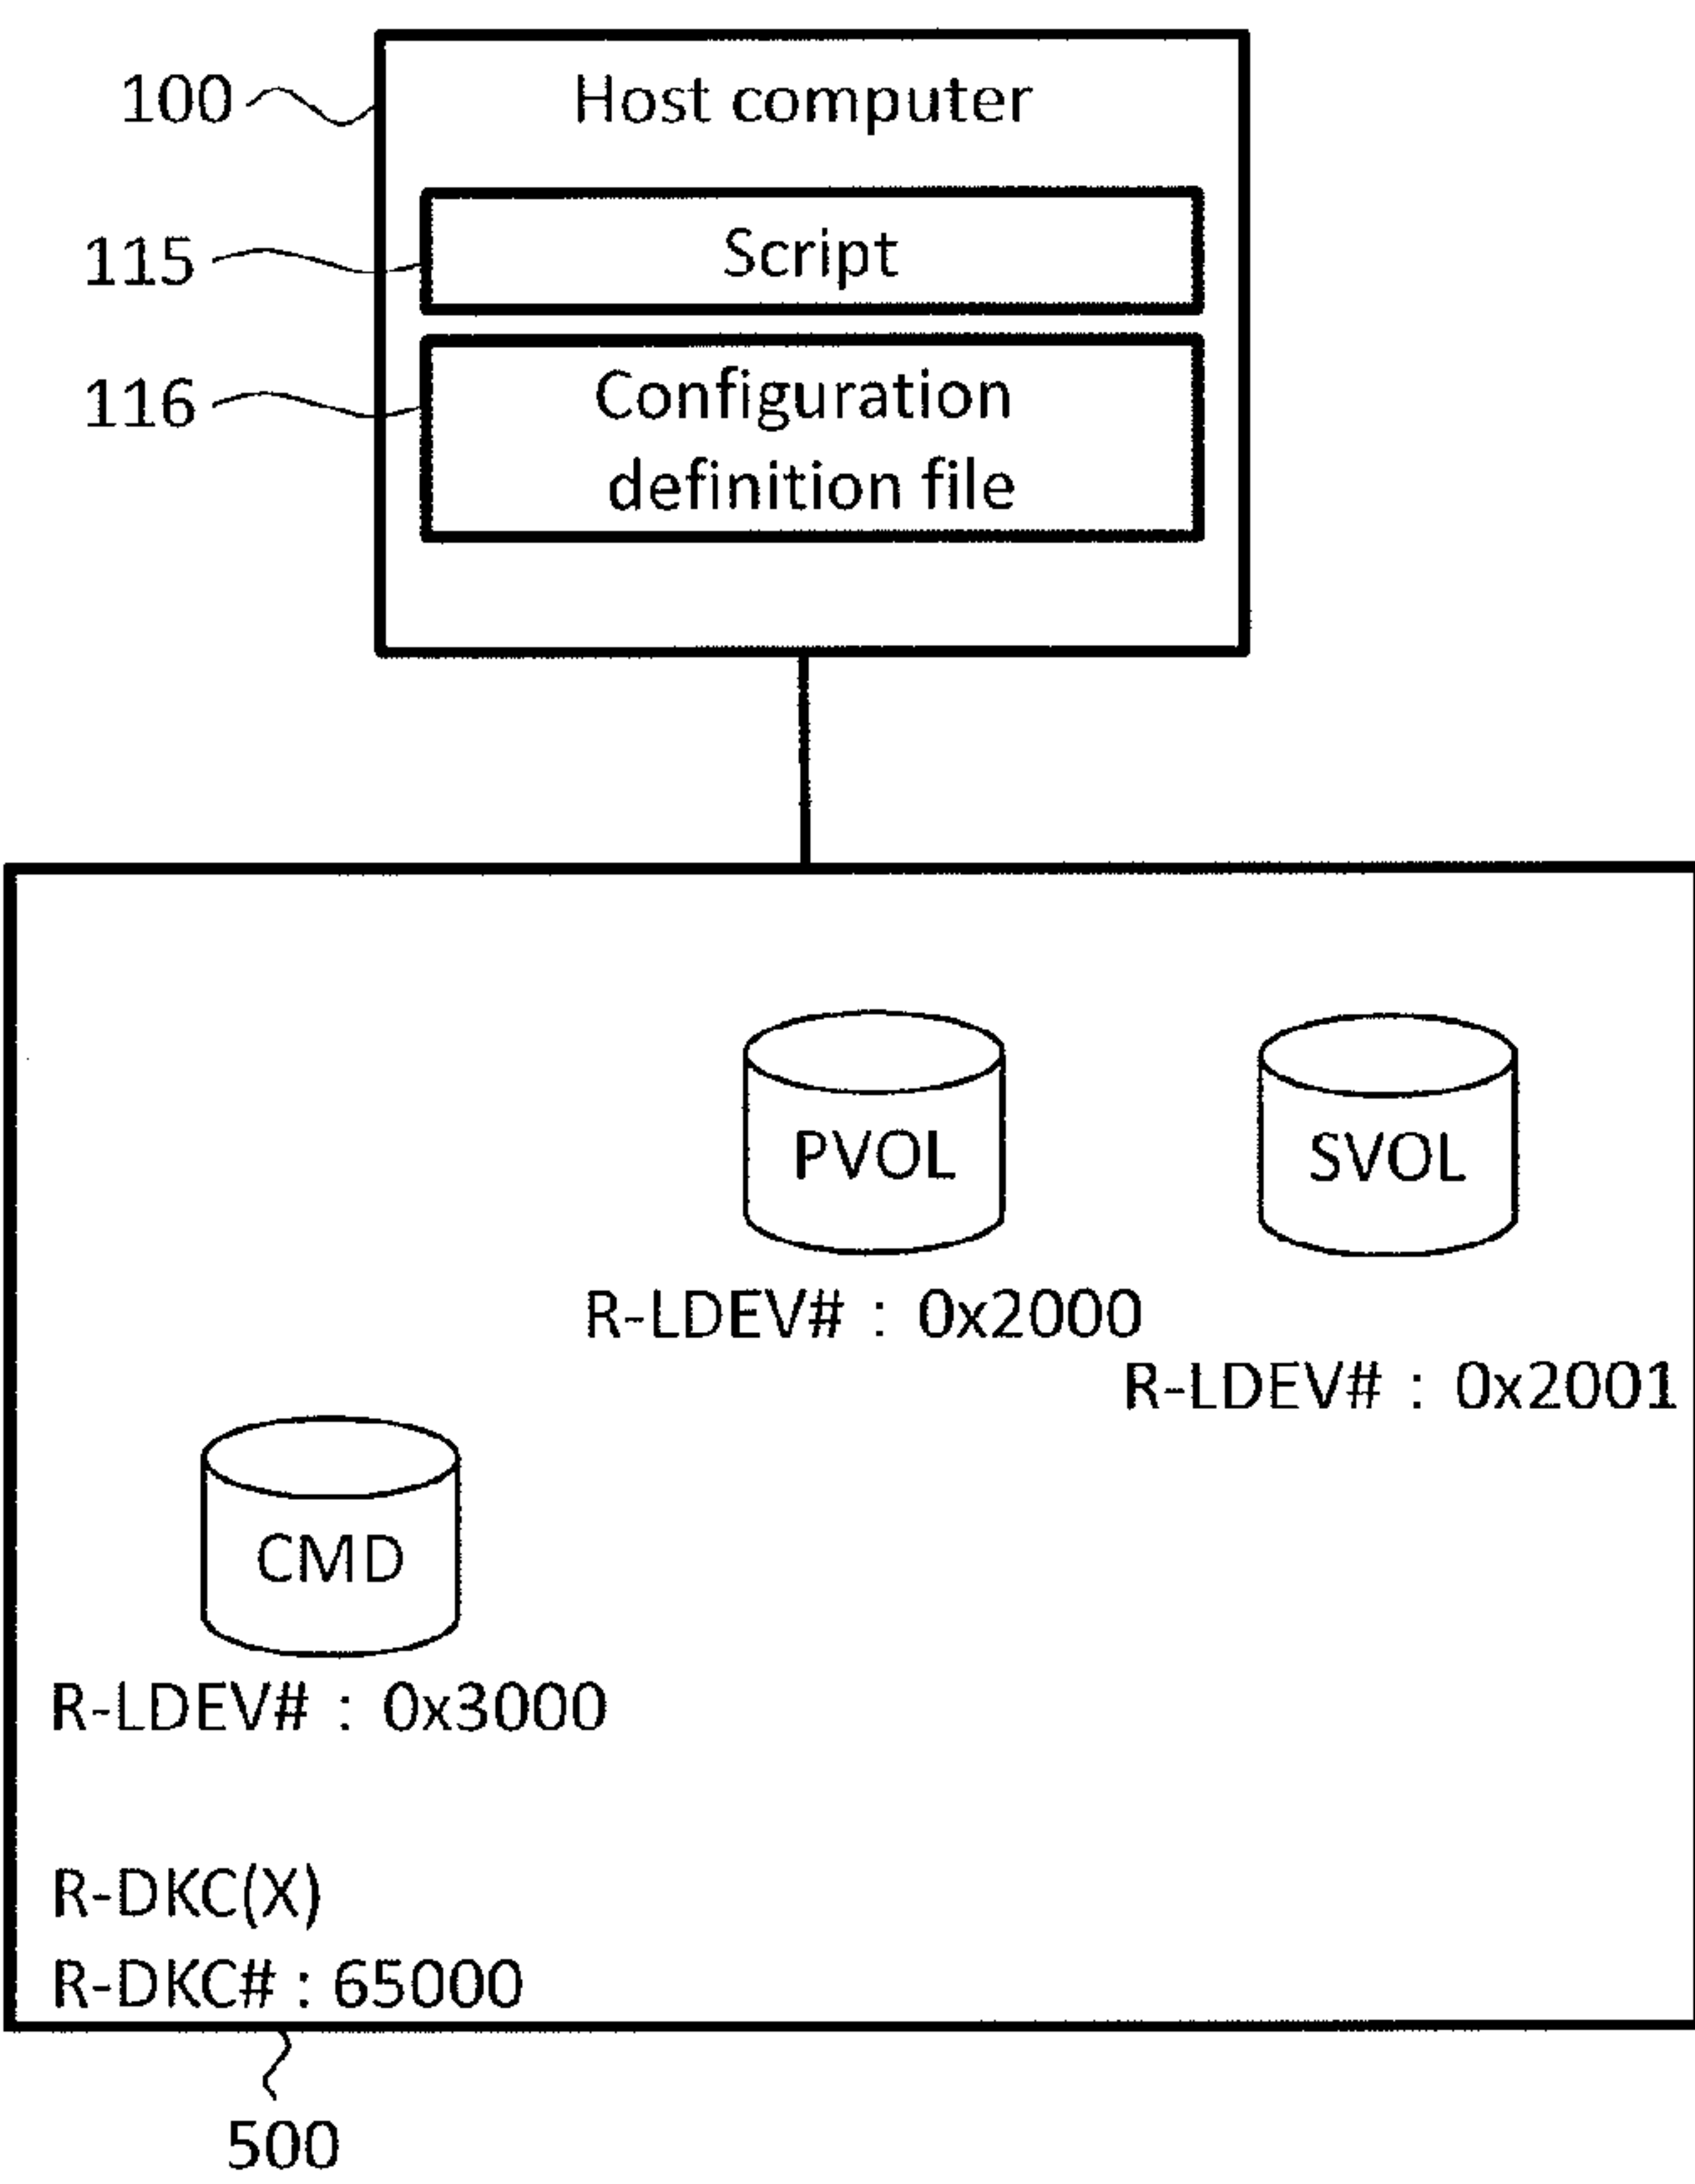 100
Host computer
115
Script
116
Configuration
definition file
PVOL
SVOL
R-LDEV# : 0x2000
R-LDEV# : 0x2001
CMD
R-LDEV# : 0x3000
R-DKC(X)
R-DKC# : 65000
500